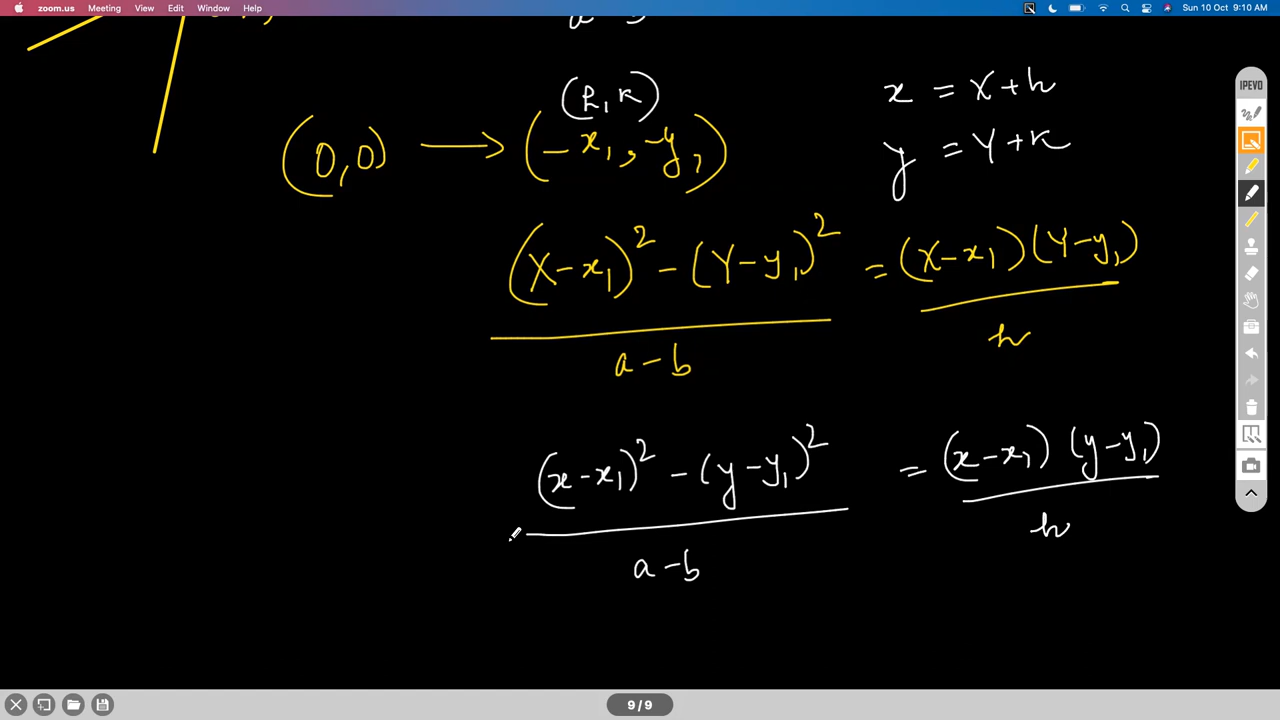 zoom.us Meeting View Edit Window Help Sun 10 Oct 9:10 AM
IPEVO
(h, k)
x = X + h
(0,0) → (-x₁, -y₁)
y = Y + k
(X-x₁)² - (Y-y₁)² / a-b = (X-x₁)(Y-y₁) / h
(x-x₁)² - (y-y₁)² / a-b = (x-x₁)(y-y₁) / h
9/9